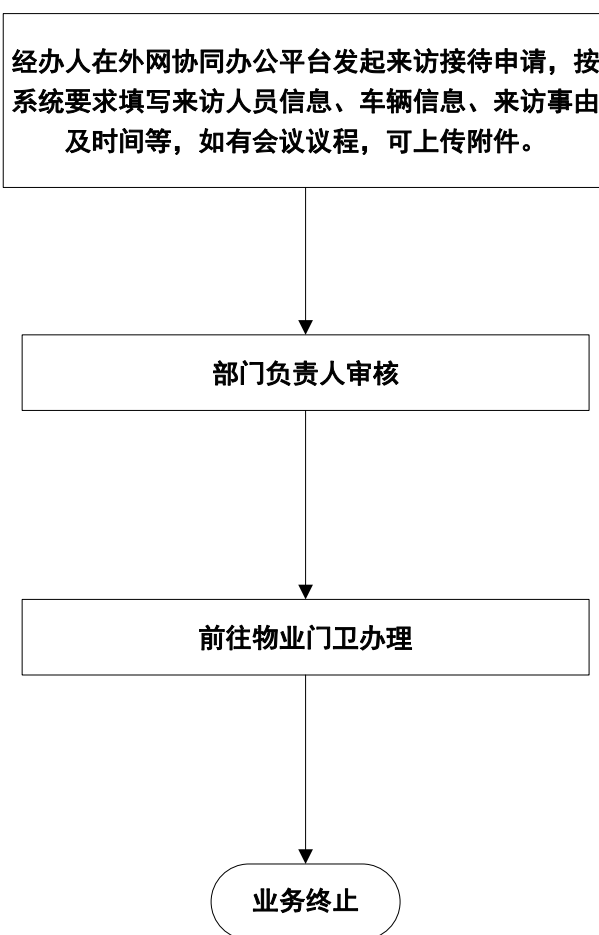 经办人在外网协同办公平台发起来访接待申请，按
系统要求填写来访人员信息、车辆信息、来访事由
及时间等，如有会议议程，可上传附件。
部门负责人审核
前往物业门卫办理
业务终止